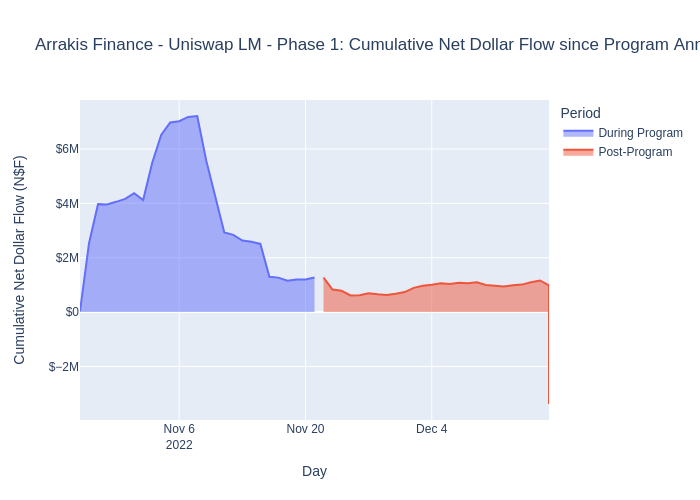 Arrakis Finance - Uniswap LM - Phase 1: Cumulative Net Dollar Flow since Program
Period
During Program
Post-Program
Cumulative Net Dollar Flow (N$F)
$6M
$4M
$2M
$0
$−2M
Nov 6
2022
Nov 20
Dec 4
Day